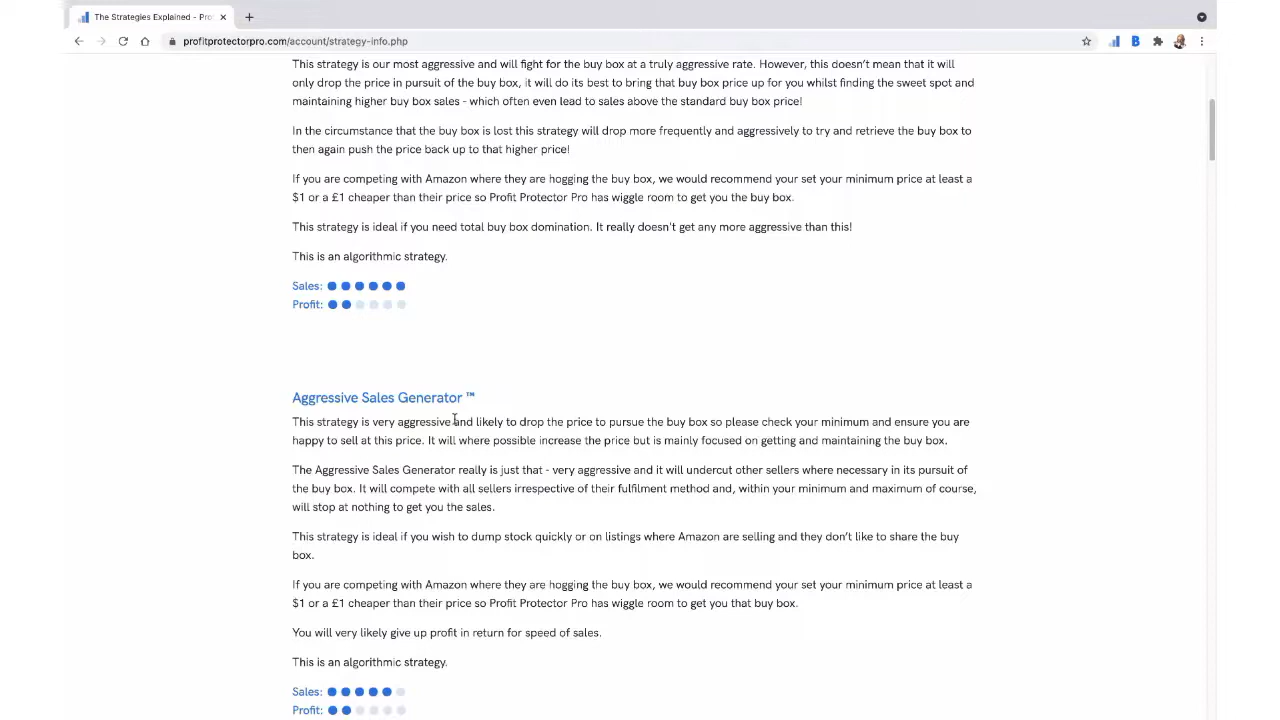 The Strategies Explained - Pro
profitprotectorpro.com/account/strategy-info.php
This strategy is our most aggressive and will fight for the buy box at a truly aggressive rate. However, this doesn’t mean that it will
only drop the price in pursuit of the buy box, it will do its best to bring that buy box price up for you whilst finding the sweet spot and
maintaining higher buy box sales - which often even lead to sales above the standard buy box price!
In the circumstance that the buy box is lost this strategy will drop more frequently and aggressively to try and retrieve the buy box to
then again push the price back up to that higher price!
If you are competing with Amazon where they are hogging the buy box, we would recommend your set your minimum price at least a
$1 or a £1 cheaper than their price so Profit Protector Pro has wiggle room to get you the buy box.
This strategy is ideal if you need total buy box domination. It really doesn't get any more aggressive than this!
This is an algorithmic strategy.
Sales:
Profit:
Aggressive Sales Generator ™
This strategy is very aggressive and likely to drop the price to pursue the buy box so please check your minimum and ensure you are
happy to sell at this price. It will where possible increase the price but is mainly focused on getting and maintaining the buy box.
The Aggressive Sales Generator really is just that - very aggressive and it will undercut other sellers where necessary in its pursuit of
the buy box. It will compete with all sellers irrespective of their fulfilment method and, within your minimum and maximum of course,
will stop at nothing to get you the sales.
This strategy is ideal if you wish to dump stock quickly or on listings where Amazon are selling and they don’t like to share the buy
box.
If you are competing with Amazon where they are hogging the buy box, we would recommend your set your minimum price at least a
$1 or a £1 cheaper than their price so Profit Protector Pro has wiggle room to get you that buy box.
You will very likely give up profit in return for speed of sales.
This is an algorithmic strategy.
Sales:
Profit: